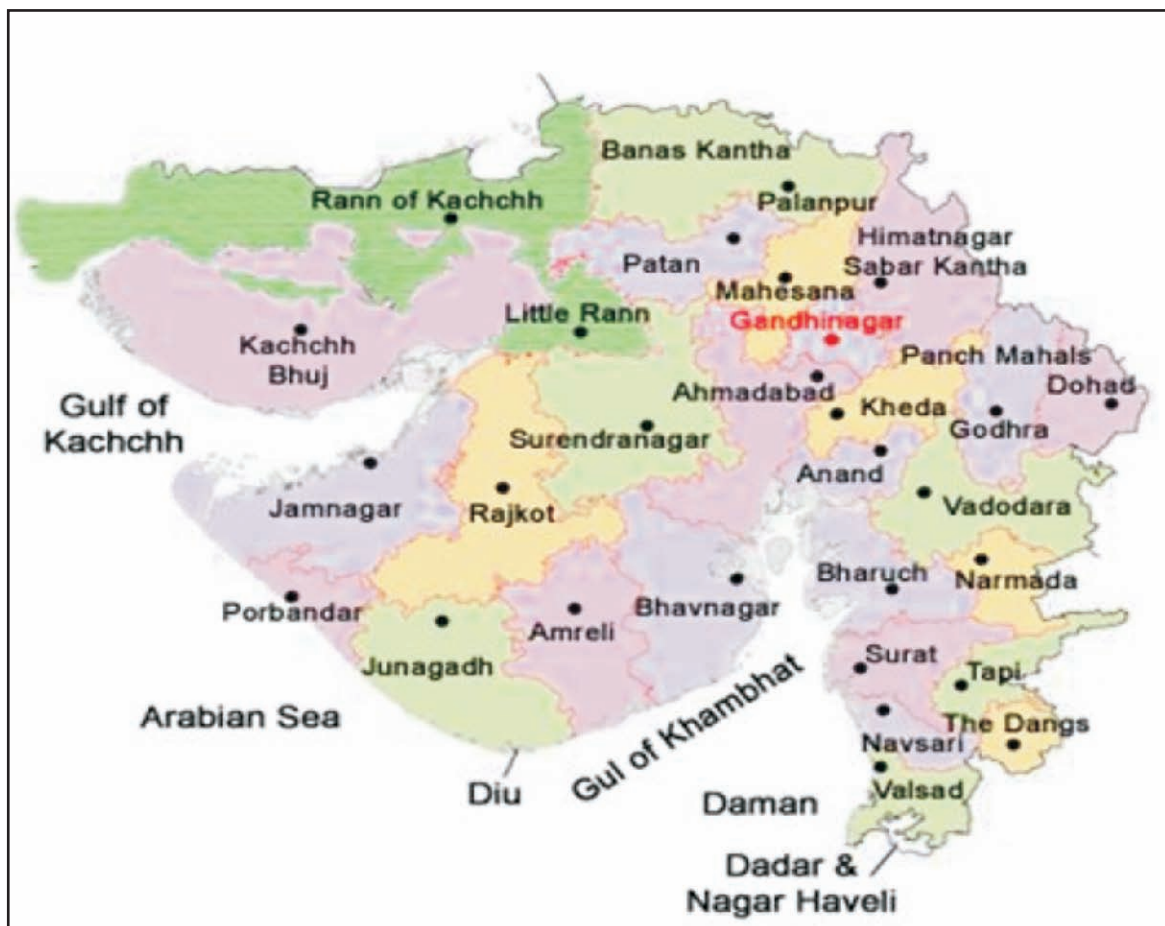 Banas Kantha
Palanpur
Rann of Kachchh
Patan
Himatnagar
Sabar Kantha
Mahesana
Little Rann
Gandhinagar
Kachchh
Bhuj
Panch Mahals
Dohad
Ahmadabad
Kheda
Godhra
Gulf of
Kachchh
Surendranagar
Anand
Jamnagar
Rajkot
Vadodara
Bharuch
Narmada
Porbandar
Bhavnagar
Amreli
Junagadh
Surat
Tapi
Arabian Sea
The Dangs
Navsari
Gul of Khambhat
Diu
Valsad
Daman
Dadar &
Nagar Haveli